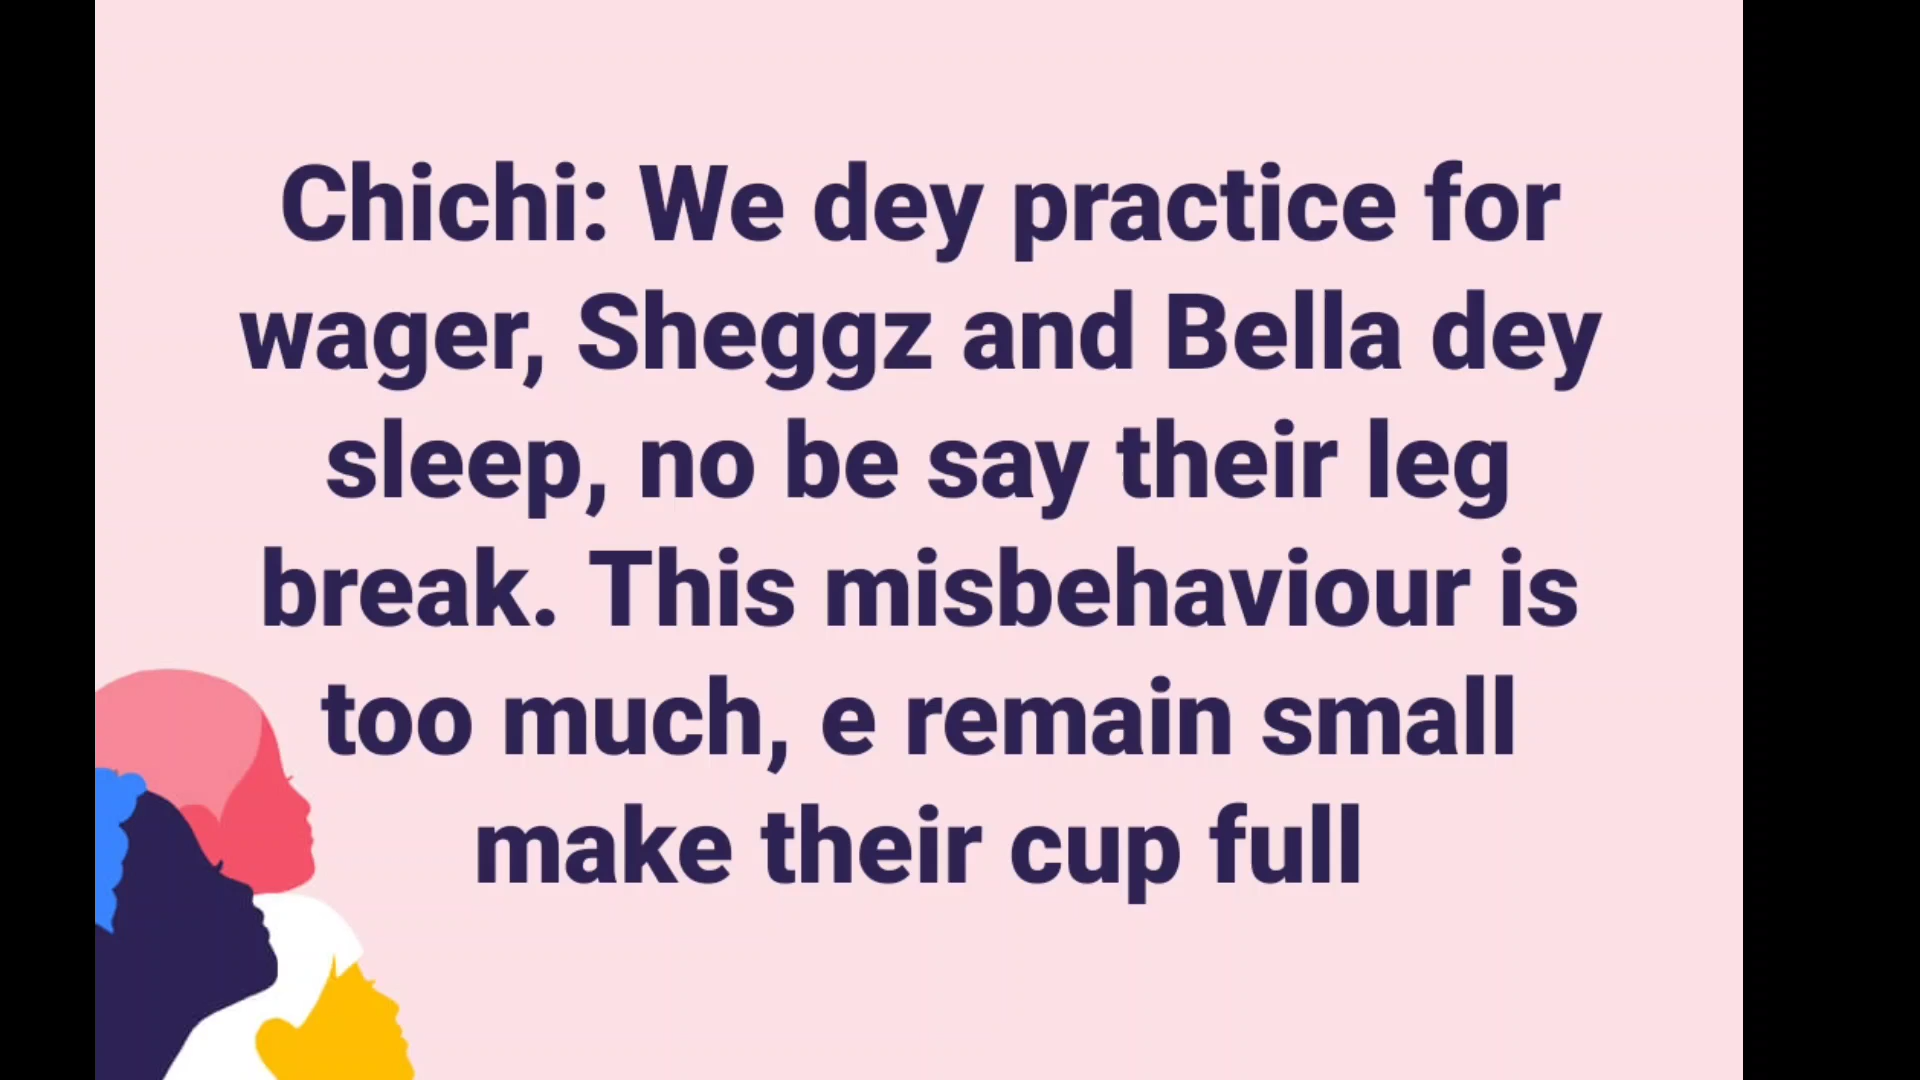 Chichi: We dey practice for
wager, Sheggz and Bella dey
sleep, no be say their leg
break. This misbehaviour is
too much, e remain small
make their cup full